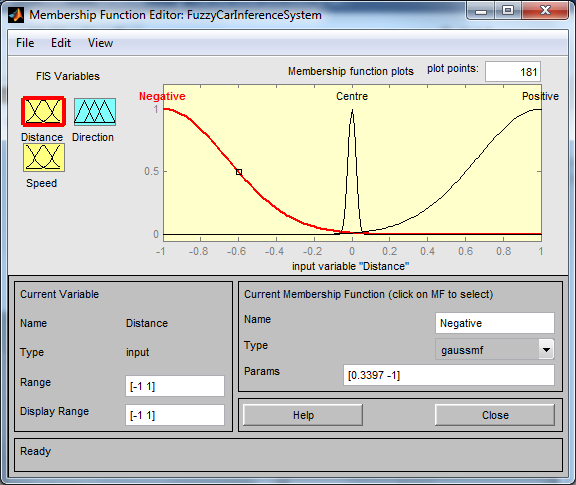 Membership Function Editor: FuzzyCarInferenceSystem
File Edit View
FIS Variables
Membership function plots plot points: 181
Negative Centre Positive
Distance Direction
Speed
1
0.5
0
-1 -0.8 -0.6 -0.4 -0.2 0 0.2 0.4 0.6 0.8 1
input variable "Distance"
Current Variable
Name Distance
Type input
Range [-1 1]
Display Range [-1 1]
Current Membership Function (click on MF to select)
Name Negative
Type gaussmf
Params [0.3397 -1]
Help Close
Ready